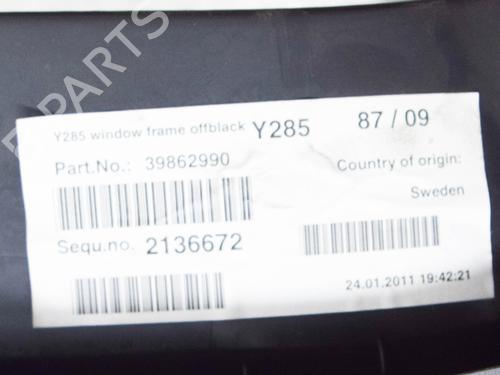 PARTS
Y285 window frame offblack Y285 87 / 09
Part.No.: 39862990
Country of origin:
Sweden
Sequ.no. 2136672
24.01.2011 19:42:21